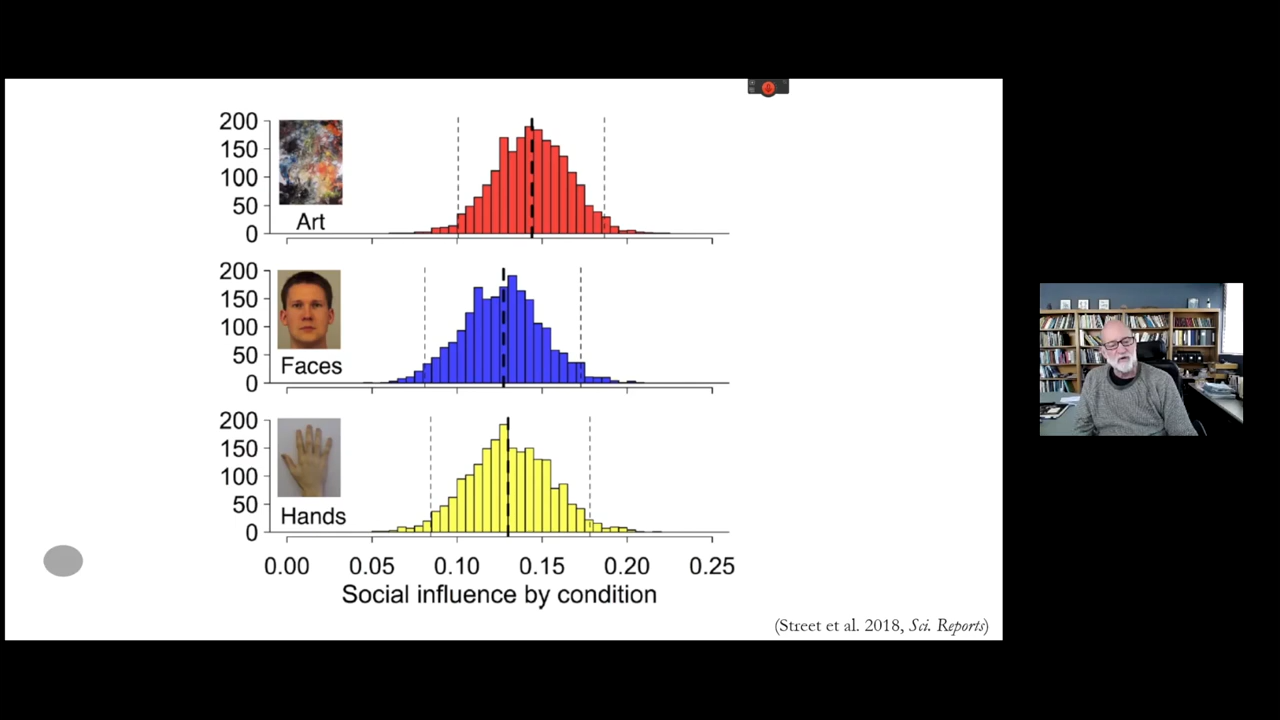 200
150
100
50
0
Art
200
150
100
50
0
Faces
200
150
100
50
0
Hands
0.00 0.05 0.10 0.15 0.20 0.25
Social influence by condition
(Street et al. 2018, Sci. Reports)